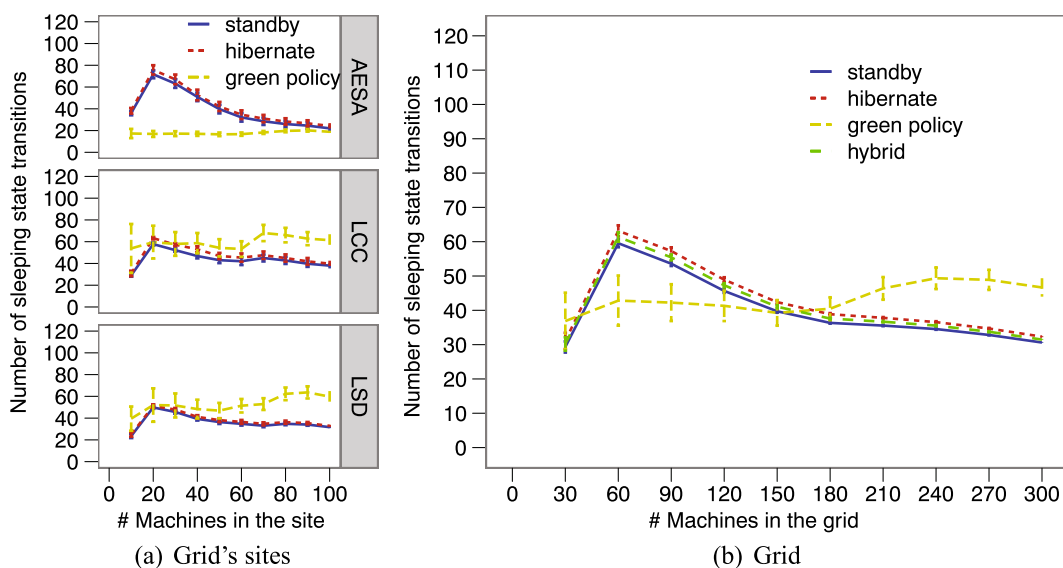 Number of sleeping state transitions
120
100
80
60
40
20
0
standby
hibernate
green policy
AESA
120
100
80
60
40
20
0
LCC
120
100
80
60
40
20
0
LSD
0 20 40 60 80 100
# Machines in the site
(a) Grid's sites
Number of sleeping state transitions
120
110
100
90
80
70
60
50
40
30
20
10
0
standby
hibernate
green policy
hybrid
0 30 60 90 120 150 180 210 240 270 300
# Machines in the grid
(b) Grid